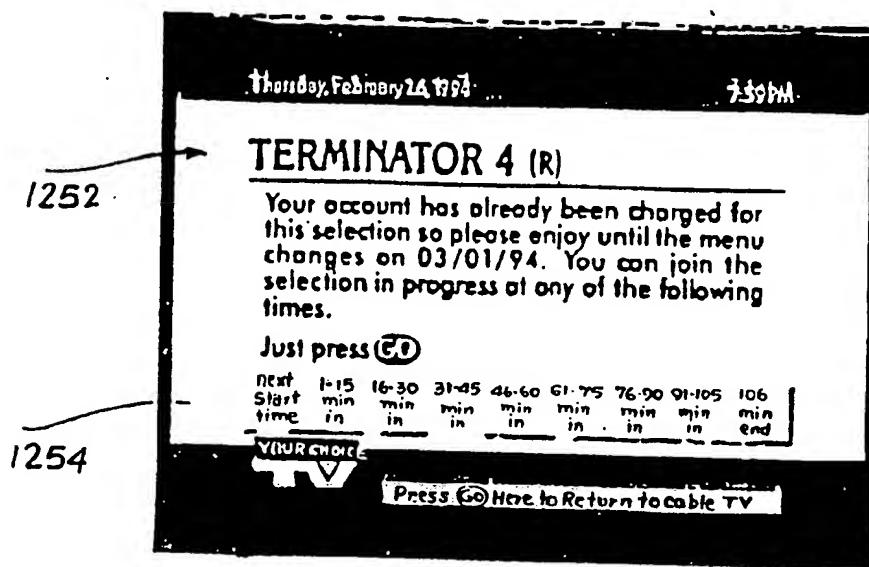 Thursday, February 24, 1994 7:59 PM
1252
TERMINATOR 4 (R)
Your account has already been charged for
this selection so please enjoy until the menu
changes on 03/01/94. You can join the
selection in progress at any of the following
times.
Just press GO
next 1-15 16-30 31-45 46-60 61-75 76-90 91-105 106
start min min min min min min min min
time in in in in in in in end
1254
YOUR CHOICE
TV
Press GO Here to Return to cable TV